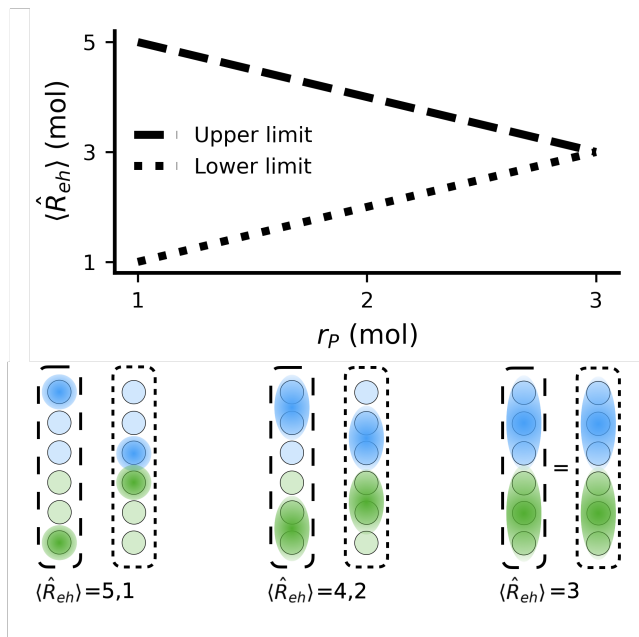 5
3
1
⟨R̂eh⟩ (mol)
Upper limit
Lower limit
1 2 3
rP (mol)
=
⟨R̂eh⟩=5,1 ⟨R̂eh⟩=4,2 ⟨R̂eh⟩=3